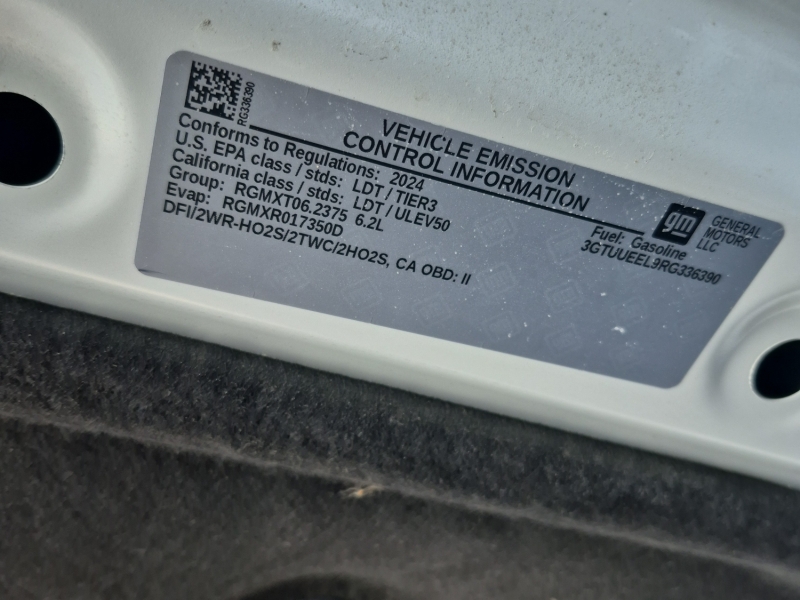 RG336390
VEHICLE EMISSION
CONTROL INFORMATION
Conforms to Regulations: 2024
U.S. EPA class / stds: LDT / TIER3
California class / stds: LDT / ULEV50
Group: RGMXT06.2375 6.2L
Evap: RGMXR017350D
DFI/2WR-HO2S/2TWC/2HO2S, CA OBD: II
gm
GENERAL
MOTORS
LLC
Fuel: Gasoline
3GTUUEEL9RG336390